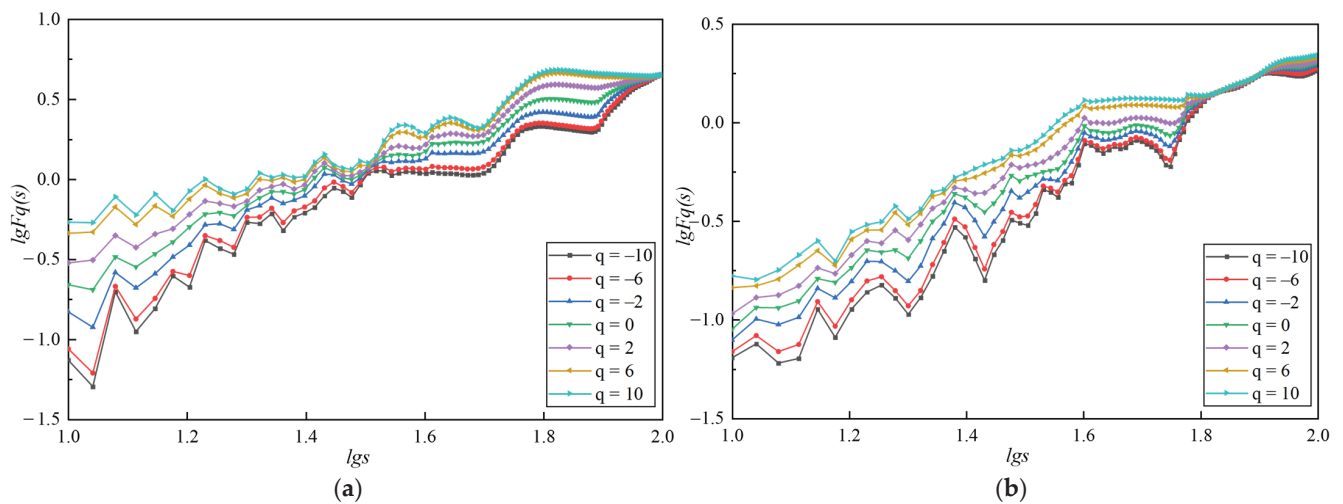 1.0
0.5
0.0
−0.5
−1.0
−1.5
lgFq(s)
1.0 1.2 1.4 1.6 1.8 2.0
lgs
q = −10
q = −6
q = −2
q = 0
q = 2
q = 6
q = 10
(a)
0.5
0.0
−0.5
−1.0
−1.5
lgFq(s)
1.0 1.2 1.4 1.6 1.8 2.0
lgs
q = −10
q = −6
q = −2
q = 0
q = 2
q = 6
q = 10
(b)